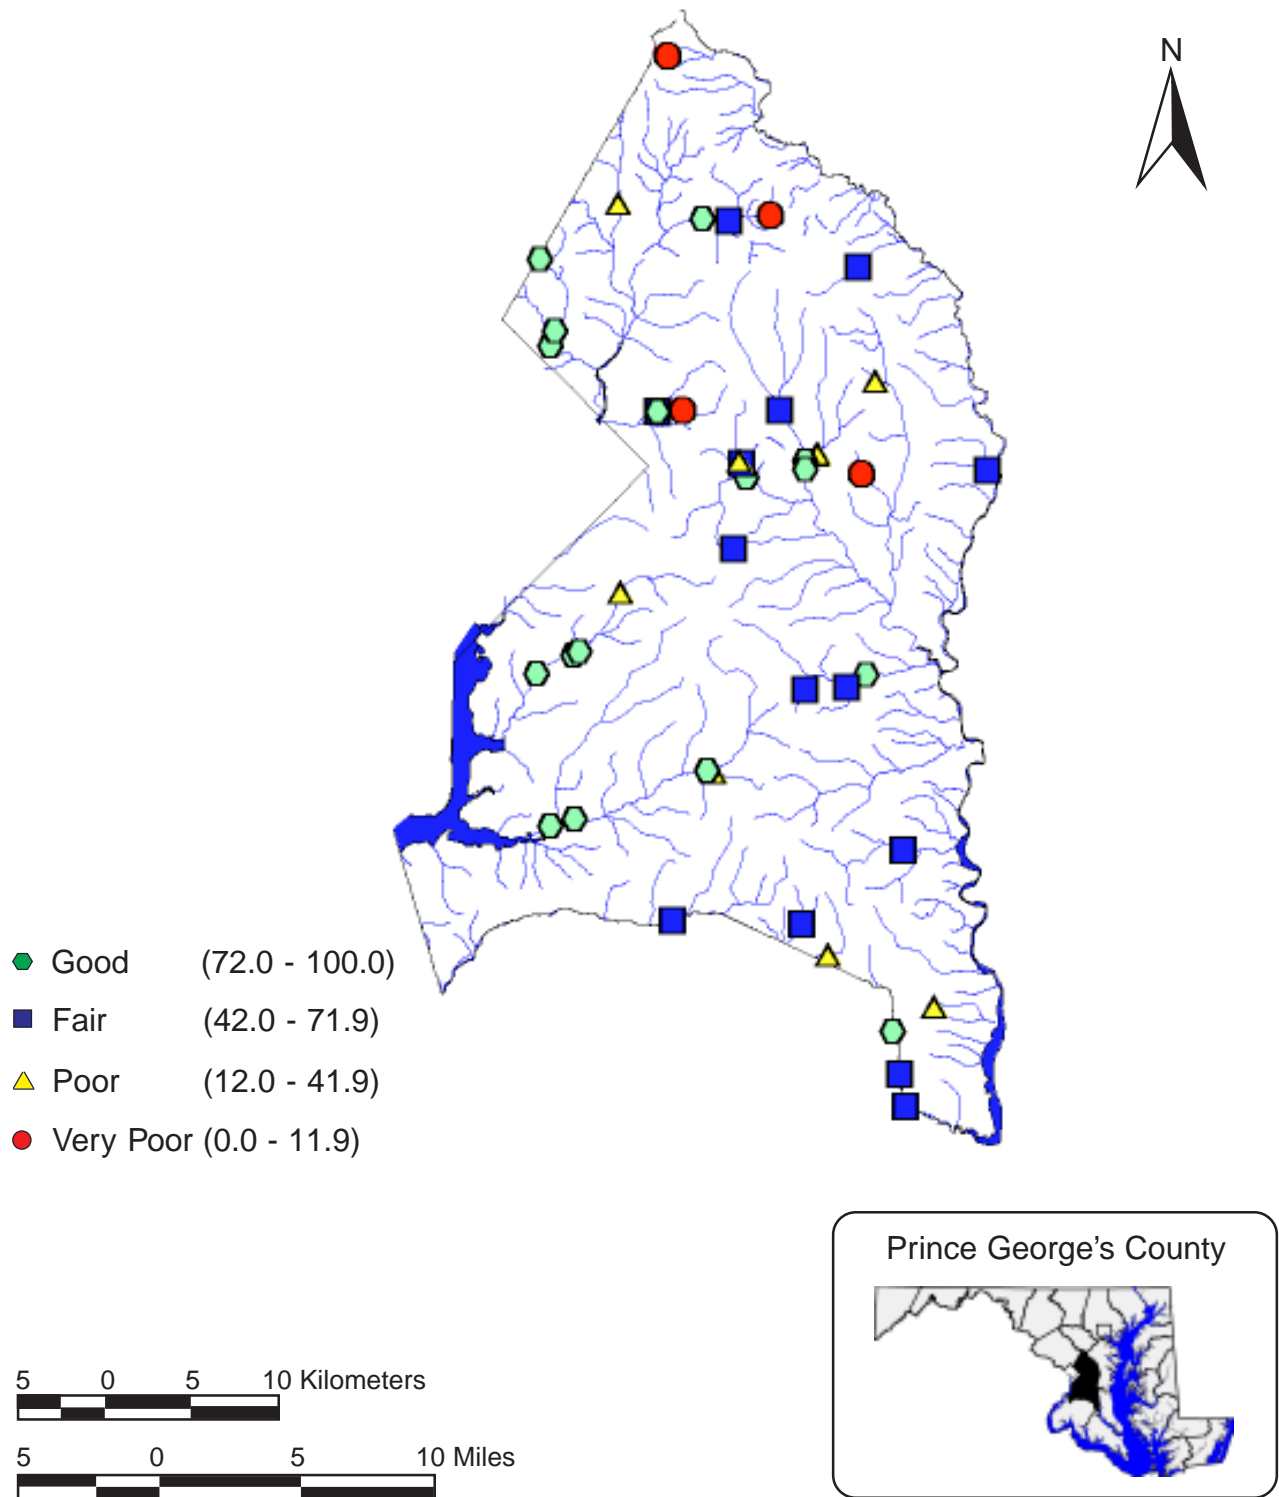 N
Good (72.0 - 100.0)
Fair (42.0 - 71.9)
Poor (12.0 - 41.9)
Very Poor (0.0 - 11.9)
Prince George's County
5 0 5 10 Kilometers
5 0 5 10 Miles